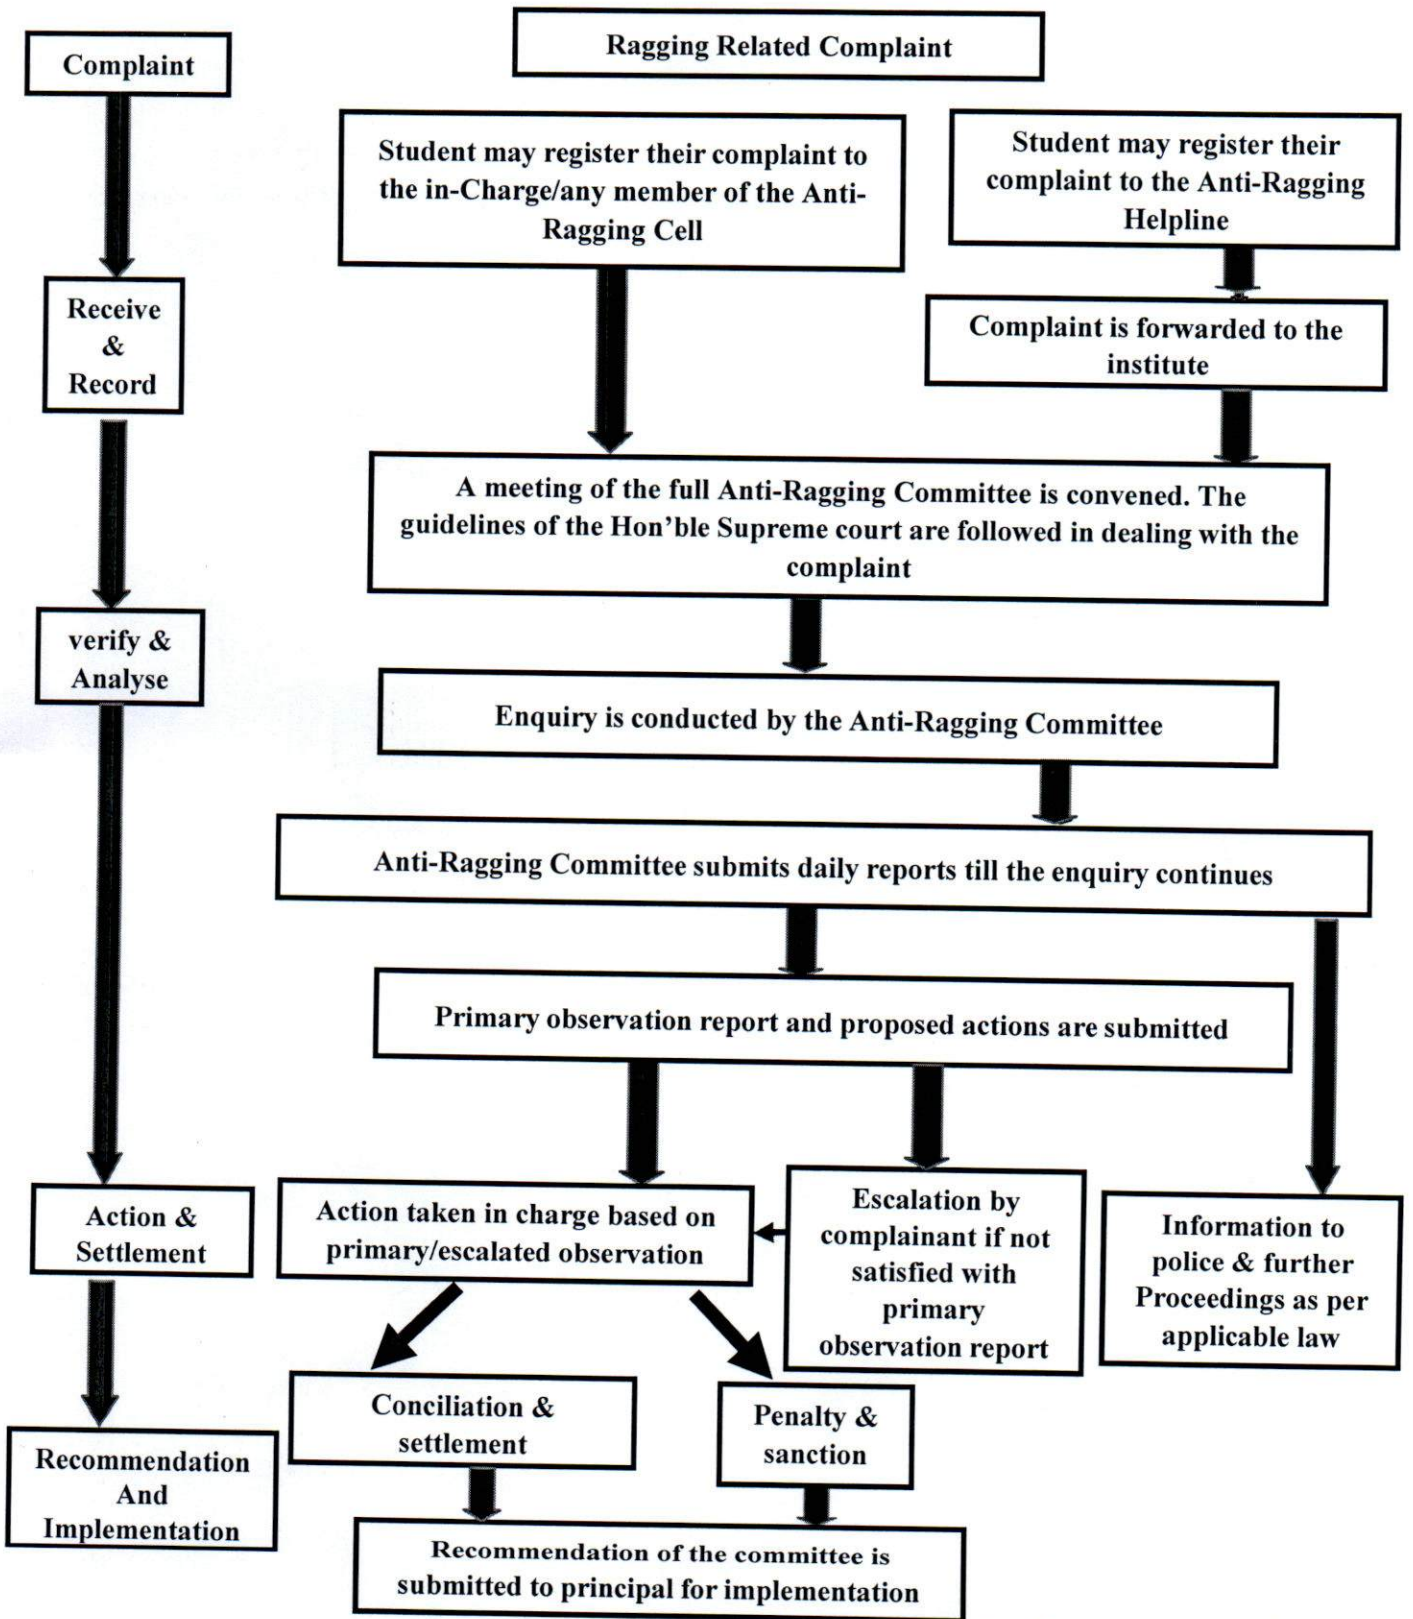 Complaint
Ragging Related Complaint
Student may register their complaint to
the in-Charge/any member of the Anti-
Ragging Cell
Student may register their
complaint to the Anti-Ragging
Helpline
Receive
&
Record
Complaint is forwarded to the
institute
A meeting of the full Anti-Ragging Committee is convened. The
guidelines of the Hon’ble Supreme court are followed in dealing with the
complaint
verify &
Analyse
Enquiry is conducted by the Anti-Ragging Committee
Anti-Ragging Committee submits daily reports till the enquiry continues
Primary observation report and proposed actions are submitted
Action &
Settlement
Action taken in charge based on
primary/escalated observation
Escalation by
complainant if not
satisfied with
primary
observation report
Information to
police & further
Proceedings as per
applicable law
Conciliation &
settlement
Penalty &
sanction
Recommendation
And
Implementation
Recommendation of the committee is
submitted to principal for implementation